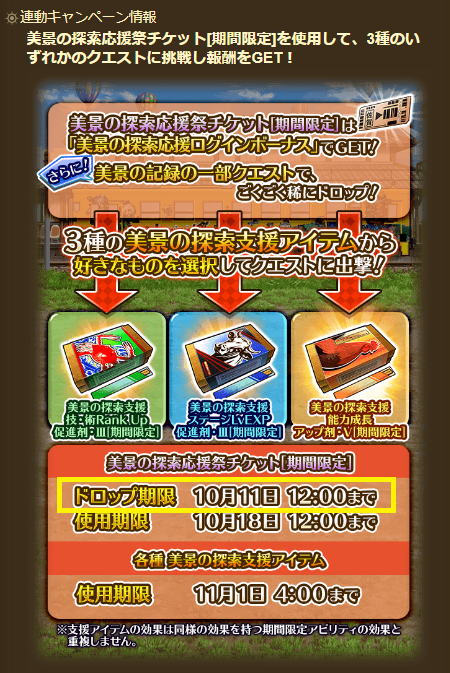 連動キャンペーン情報
美景の探索応援祭チケット[期間限定]を使用して、3種のい
ずれかのクエストに挑戦し報酬をGET！
美景の探索応援祭チケット[期間限定]は
「美景の探索応援ログインボーナス」でGET!
さらに!
美景の記録の一部クエストで、
ごくごく稀にドロップ!
3種の美景の探索支援アイテムから
好きなものを選択してクエストに出撃!
美景の探索支援
技・術Rank Up
促進剤・Ⅲ[期間限定]
美景の探索支援
ステージLVEXP
促進剤・Ⅲ[期間限定]
美景の探索支援
能力成長
アップ剤・Ⅴ[期間限定]
美景の探索応援祭チケット[期間限定]
ドロップ期限 10月11日 12:00まで
使用期限 10月18日 12:00まで
各種 美景の探索支援アイテム
使用期限 11月1日 4:00まで
※支援アイテムの効果は同様の効果を持つ期間限定アビリティの効果と
重複しません。